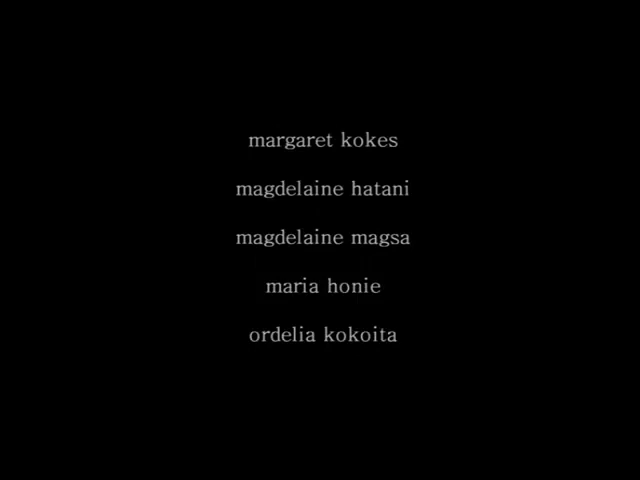 margaret kokes
magdelaine hatani
magdelaine magsa
maria honie
ordelia kokoita